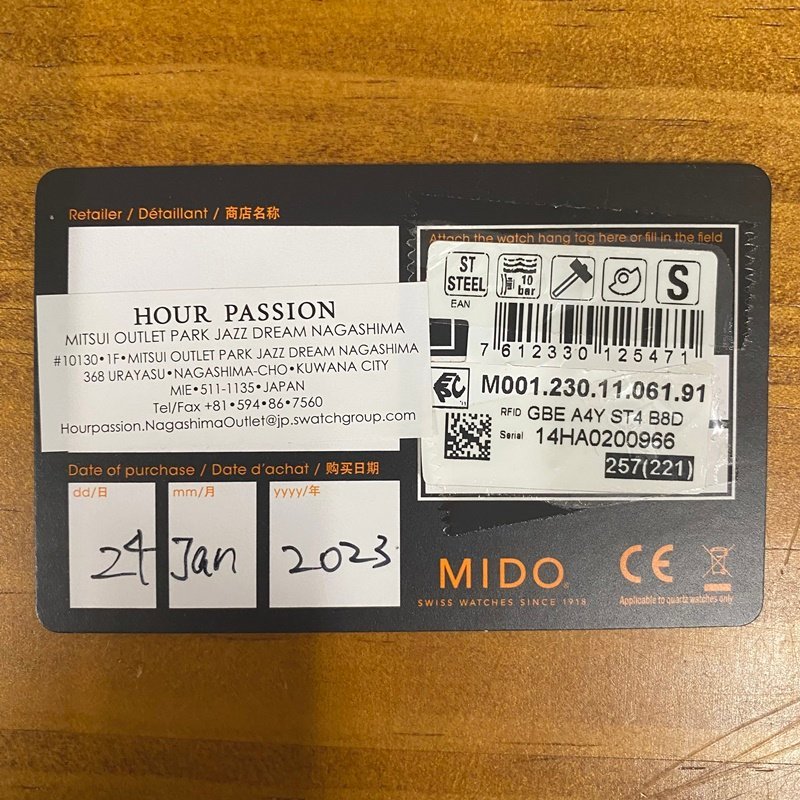 Retailer / Détaillant / 商店名称
HOUR PASSION
MITSUI OUTLET PARK JAZZ DREAM NAGASHIMA
#10130•1F•MITSUI OUTLET PARK JAZZ DREAM NAGASHIMA
368 URAYASU•NAGASHIMA-CHO•KUWANA CITY
MIE•511-1135•JAPAN
Tel/Fax +81•594•86•7560
Hourpassion.NagashimaOutlet@jp.swatchgroup.com
Date of purchase / Date d'achat / 购买日期
dd/日 mm/月 yyyy/年
24 Jan 2023
Attach the watch hang tag here or fill in the field
ST STEEL
10 bar
S
EAN
7 612330 125471
M001.230.11.061.91
RFID GBE A4Y ST4 B8D
Serial 14HA0200966
257(221)
MIDO
SWISS WATCHES SINCE 1918
CE
Applicable to quartz watches only